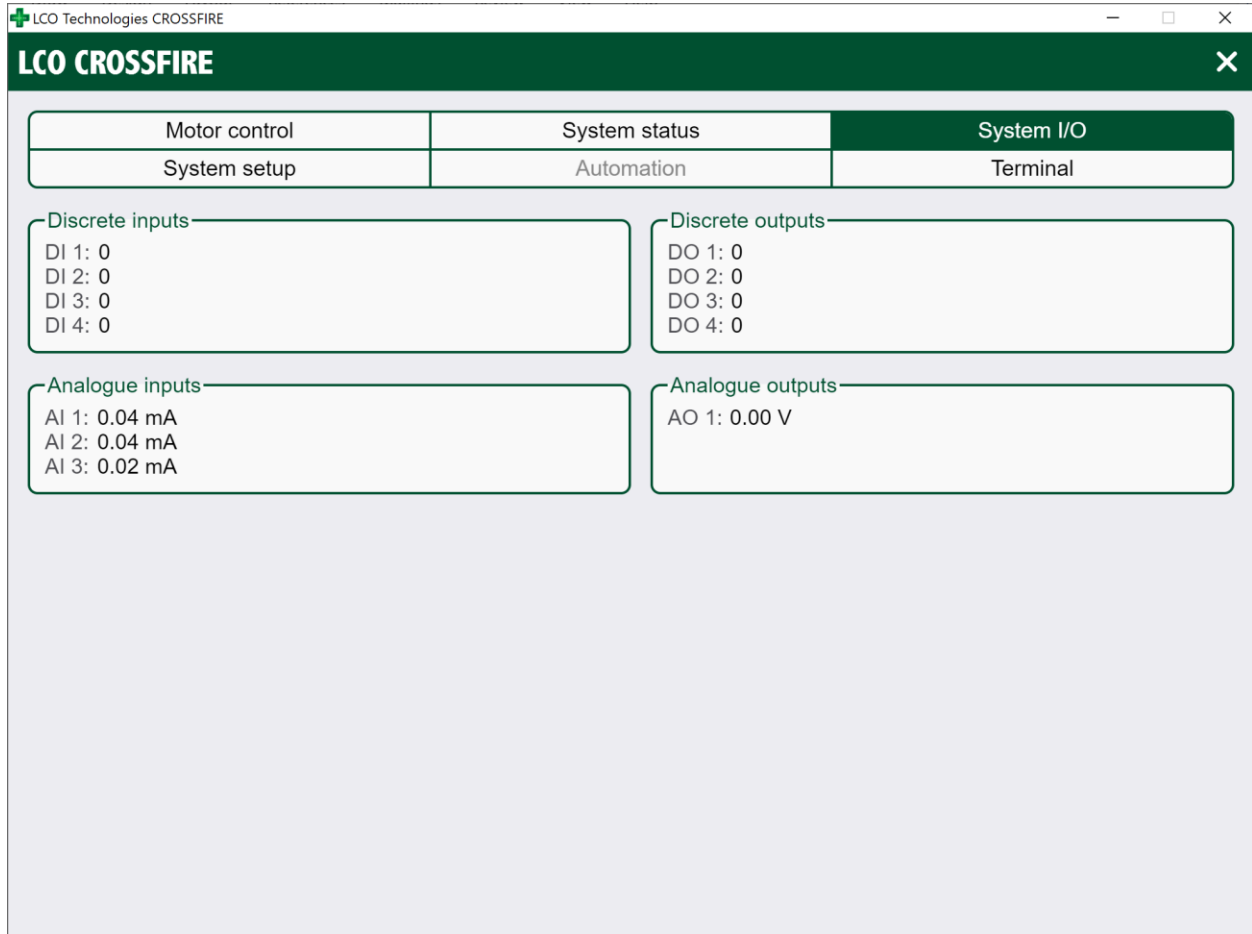 LCO Technologies CROSSFIRE
LCO CROSSFIRE
Motor control
System status
System I/O
System setup
Automation
Terminal
Discrete inputs
DI 1: 0
DI 2: 0
DI 3: 0
DI 4: 0
Discrete outputs
DO 1: 0
DO 2: 0
DO 3: 0
DO 4: 0
Analogue inputs
AI 1: 0.04 mA
AI 2: 0.04 mA
AI 3: 0.02 mA
Analogue outputs
AO 1: 0.00 V